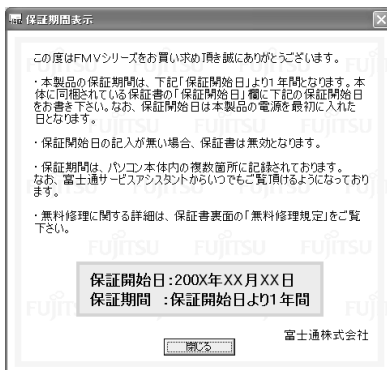 保証期間表示
この度はFMVシリーズをお買い求め頂き誠にありがとうございます。
・本製品の保証期間は、下記「保証開始日」より1年間となります。本
体に同梱されている保証書の「保証開始日」欄に下記の保証開始日
をお書き下さい。なお、保証開始日は本製品の電源を最初に入れた
日となります。
・保証開始日の記入が無い場合、保証書は無効となります。
・保証期間は、パソコン本体内の複数箇所に記録されております。
なお、富士通サービスアシスタントからいつでもご覧頂けるようになっており
ます。
・無料修理に関する詳細は、保証書裏面の「無料修理規定」をご覧
下さい。
保証開始日:200X年XX月XX日
保証期間 :保証開始日より1年間
富士通株式会社
閉じる